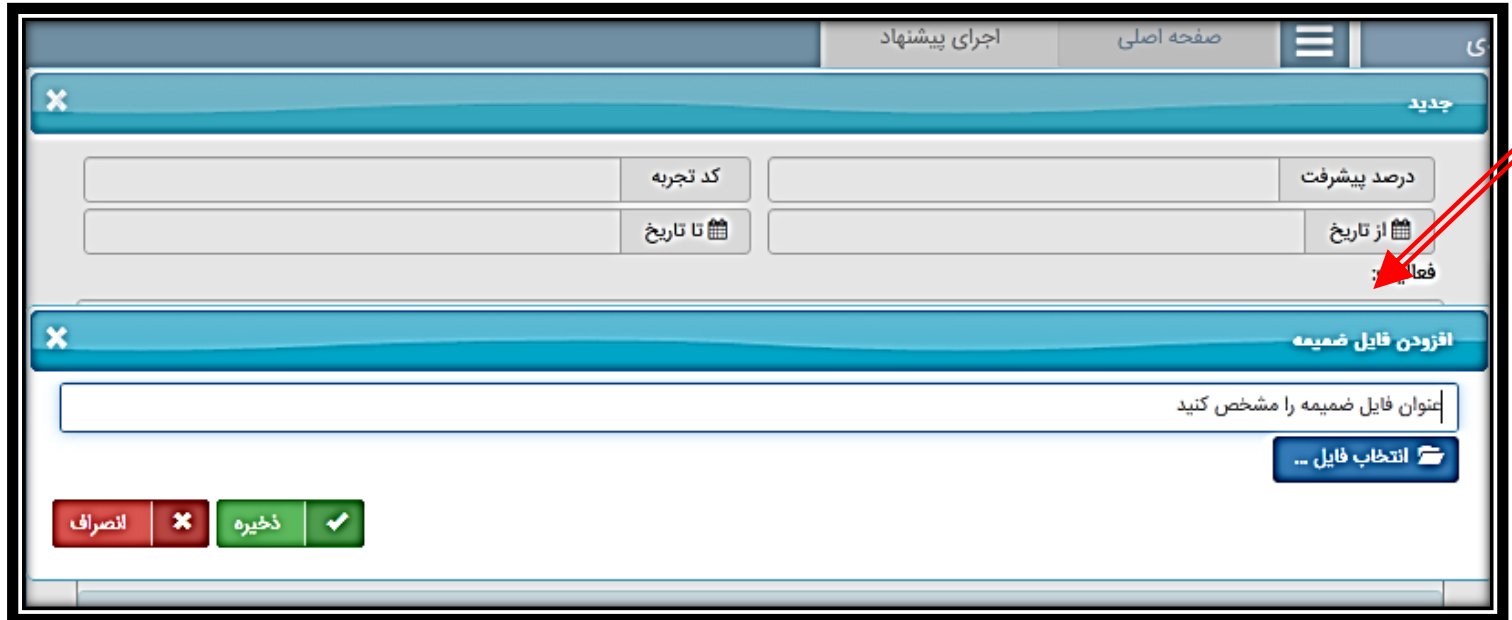 صفحه اصلی اجرای پیشنهاد
جدید
درصد پیشرفت کد تجربه
از تاریخ تا تاریخ
افزودن فایل ضمیمه
عنوان فایل ضمیمه را مشخص کنید
انتخاب فایل ...
ذخیره انصراف